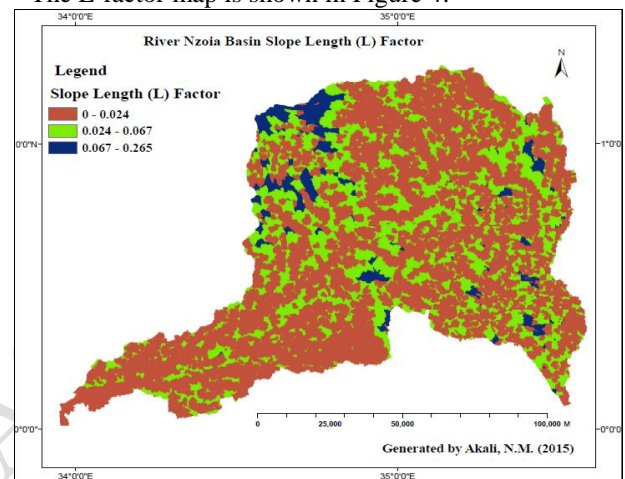 The L-factor map is shown in Figure 4.
34°0'0"E 35°0'0"E
River Nzoia Basin Slope Length (L) Factor
N
Legend
Slope Length (L) Factor
0 - 0.024
0.024 - 0.067
0.067 - 0.265
0'0"N 1°0'0
0 25,000 50,000 100,000 M
0°0'0" 0°0'0
Generated by Akali, N.M. (2015)
34°0'0"E 35°0'0"E